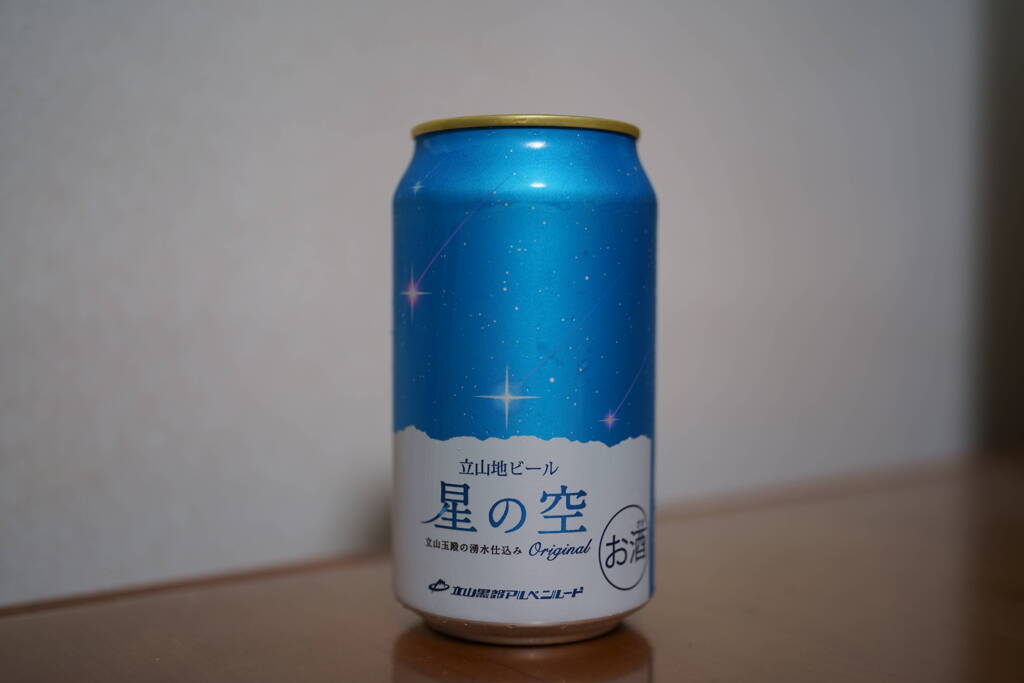 立山地ビール
星の空
立山玉殿の湧水仕込み Original
お酒
立山黒部アルペンルート